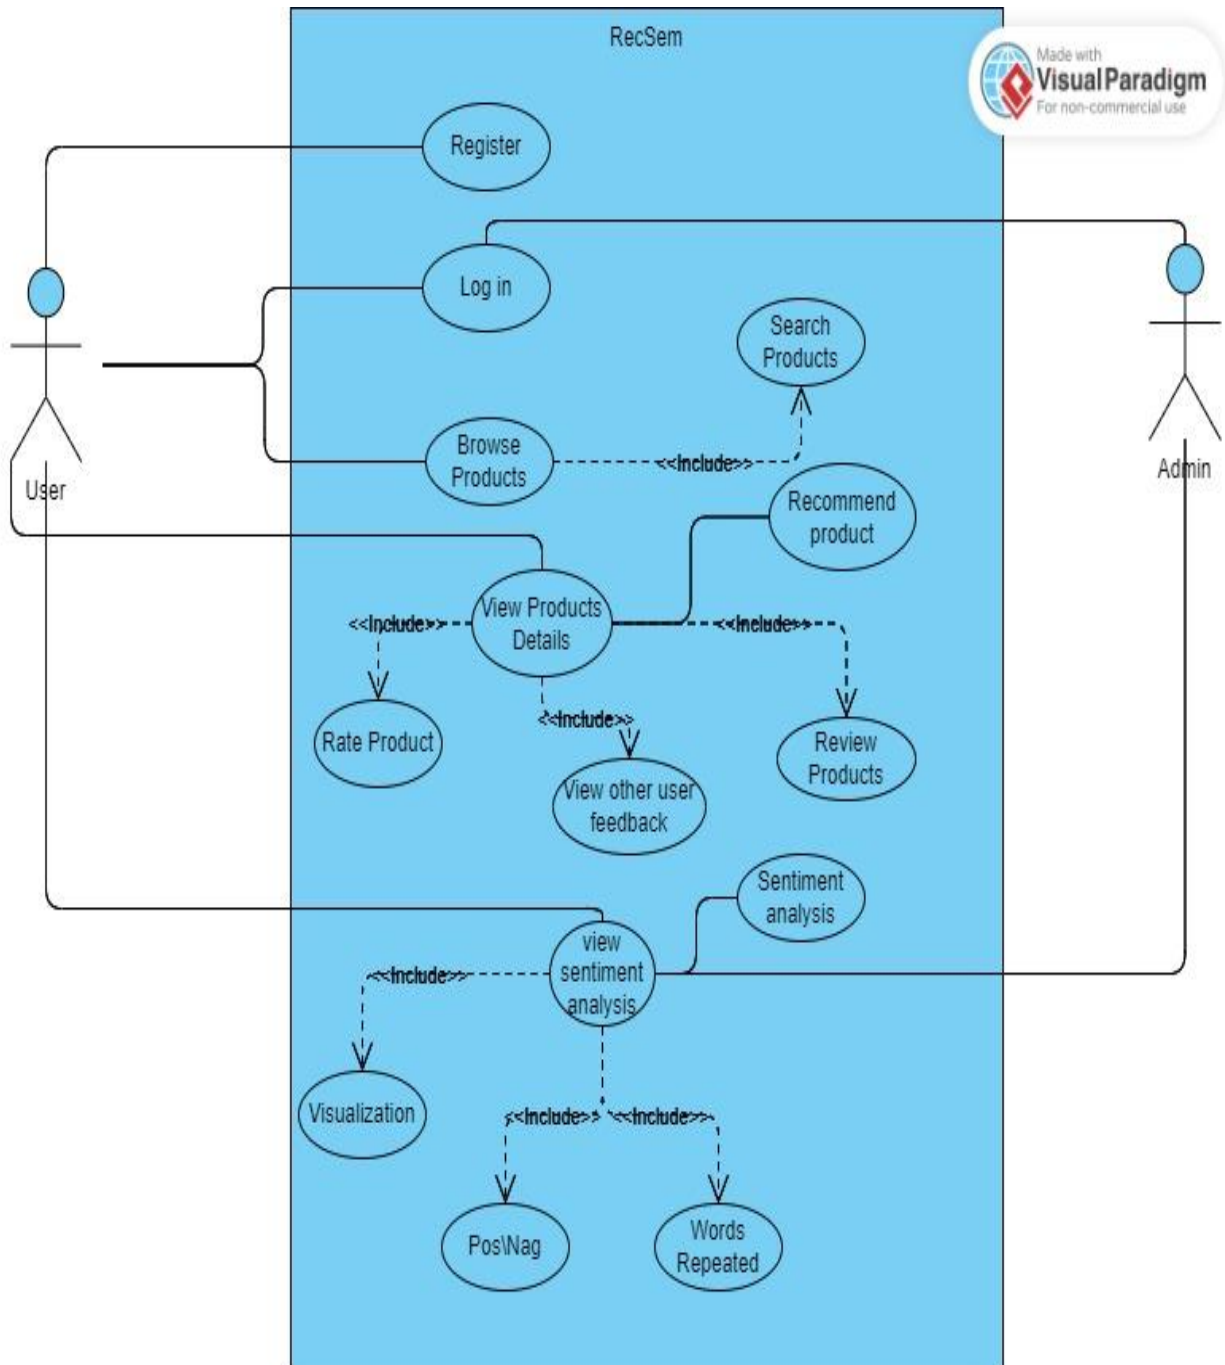 RecSem
Made with
Visual Paradigm
For non-commercial use
Register
Log in
Search
Products
Browse
Products
<<Include>>
Admin
User
Recommend
product
View Products
Details
<<Include>>
<<Include>>
<<Include>>
Rate Product
Review
Products
View other user
feedback
Sentiment
analysis
view
sentiment
analysis
<<Include>>
Visualization
<<Include>>
<<Include>>
Pos\Nag
Words
Repeated